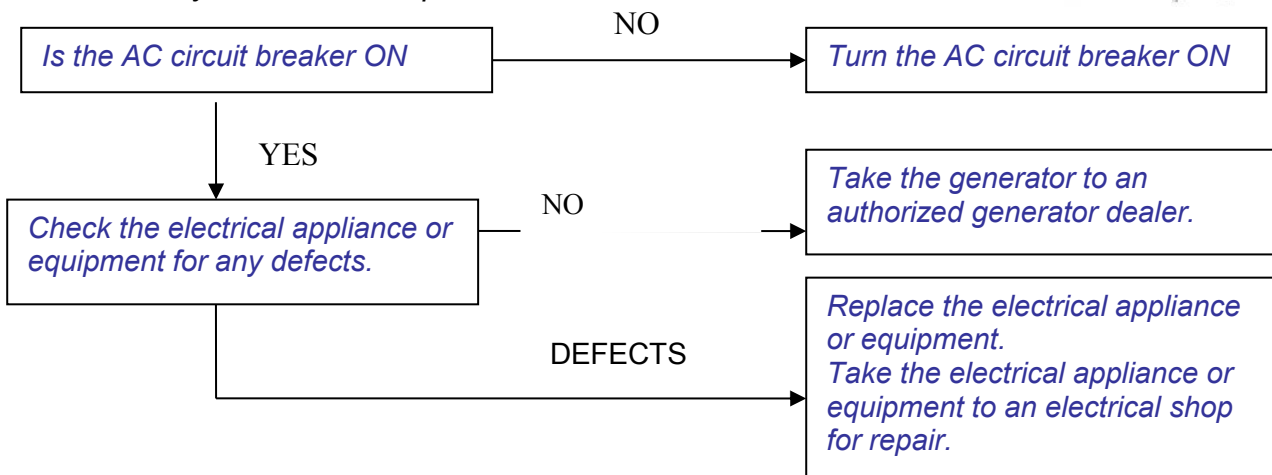 NO
Is the AC circuit breaker ON
Turn the AC circuit breaker ON
YES
Check the electrical appliance or
equipment for any defects.
NO
Take the generator to an
authorized generator dealer.
DEFECTS
Replace the electrical appliance
or equipment.
Take the electrical appliance or
equipment to an electrical shop
for repair.